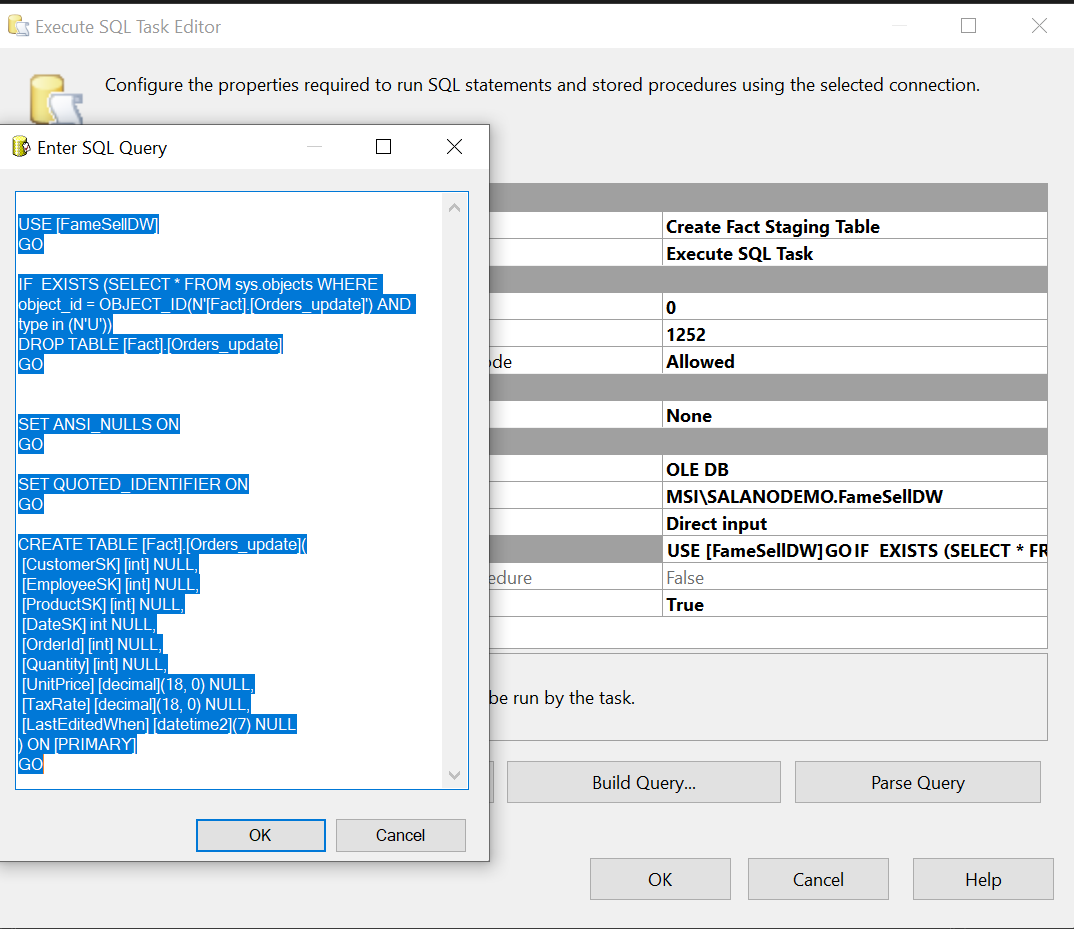 Execute SQL Task Editor
Configure the properties required to run SQL statements and stored procedures using the selected connection.
Enter SQL Query
USE [FameSellDW]
GO
IF  EXISTS (SELECT * FROM sys.objects WHERE
object_id = OBJECT_ID(N'[Fact].[Orders_update]') AND
type in (N'U'))
DROP TABLE [Fact].[Orders_update]
GO
SET ANSI_NULLS ON
GO
SET QUOTED_IDENTIFIER ON
GO
CREATE TABLE [Fact].[Orders_update](
[CustomerSK] [int] NULL,
[EmployeeSK] [int] NULL,
[ProductSK] [int] NULL,
[DateSK] int NULL,
[OrderId] [int] NULL,
[Quantity] [int] NULL,
[UnitPrice] [decimal](18, 0) NULL,
[TaxRate] [decimal](18, 0) NULL,
[LastEditedWhen] [datetime2](7) NULL
) ON [PRIMARY]
GO
OK
Cancel
Create Fact Staging Table
Execute SQL Task
0
1252
Allowed
None
OLE DB
MSI\SALANODEMO.FameSellDW
Direct input
USE [FameSellDW]GOIF  EXISTS (SELECT * FR
edure False
True
be run by the task.
Build Query...
Parse Query
OK
Cancel
Help